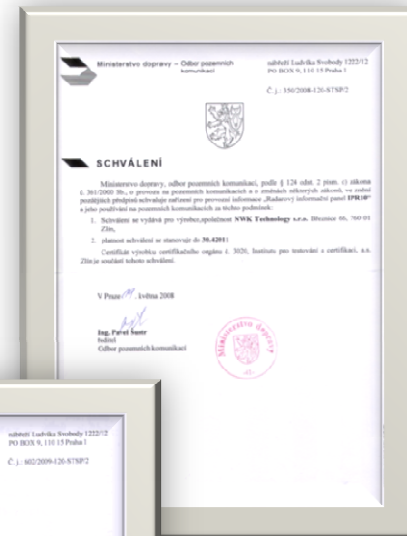 Ministerstvo dopravy – Odbor pozemních
komunikací
nábřeží Ludvíka Svobody 1222/12
PO BOX 9, 110 15 Praha 1
Č. j.: 150/2008-120-STSP/2
SCHVÁLENÍ
Ministerstvo dopravy, odbor pozemních komunikací, podle § 124 odst. 2 písm. c) zákona
č. 361/2000 Sb., o provozu na pozemních komunikacích a o změnách některých zákonů, ve znění
pozdějších předpisů schvaluje zařízení pro provozní informace „Radarový informační panel IPR10“
a jeho používání na pozemních komunikacích za těchto podmínek:
1. Schválení se vydává pro výrobce, společnost NWK Technology s.r.o. Březnice 760 01
Zlín,
2. platnost schválení se stanovuje do
Certifikát výrobku certifikačního orgánu č. 3020, Institutu pro testování a certifikaci, a.s.
Zlín je součástí tohoto schválení.
V Praze května 2008
Ing. Pavel
ředitel
Odbor pozemních komunikací
Ministerstvo dopravy
nábřeží Ludvíka Svobody 1222/12
PO BOX 9, 110 15 Praha 1
Č. j.: 602/2009-120-STSP/2